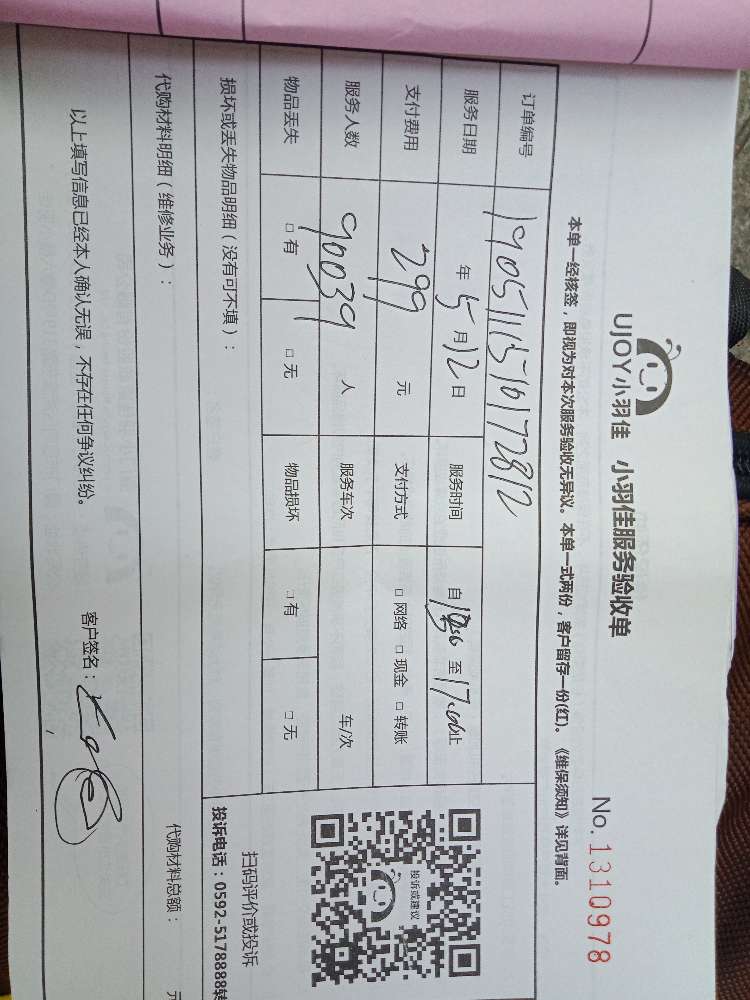 UJOY小羽佳 小羽佳服务验收单
No. 1310978
本单一经核签，即视为对本次服务验收无异议。本单一式两份，客户留存一份(红)。《维保须知》详见背面。
订单编号 1905111516172812
服务日期 年 5 月 12 日 服务时间 自 至 17.00 止
支付费用 299 元 支付方式 □ 网络 □ 现金 □ 转账
服务人数 90039 人 服务车次 车/次
物品丢失 □ 有 □ 无 物品损坏 □ 有 □ 无
投诉或建议
扫码评价或投诉
投诉电话：0592-5178888转
损坏或丢失物品明细（没有可不填）：
代购材料明细（维修业务）：
代购材料总额： 元
以上填写信息已经本人确认无误，不存在任何争议纠纷。 客户签名：